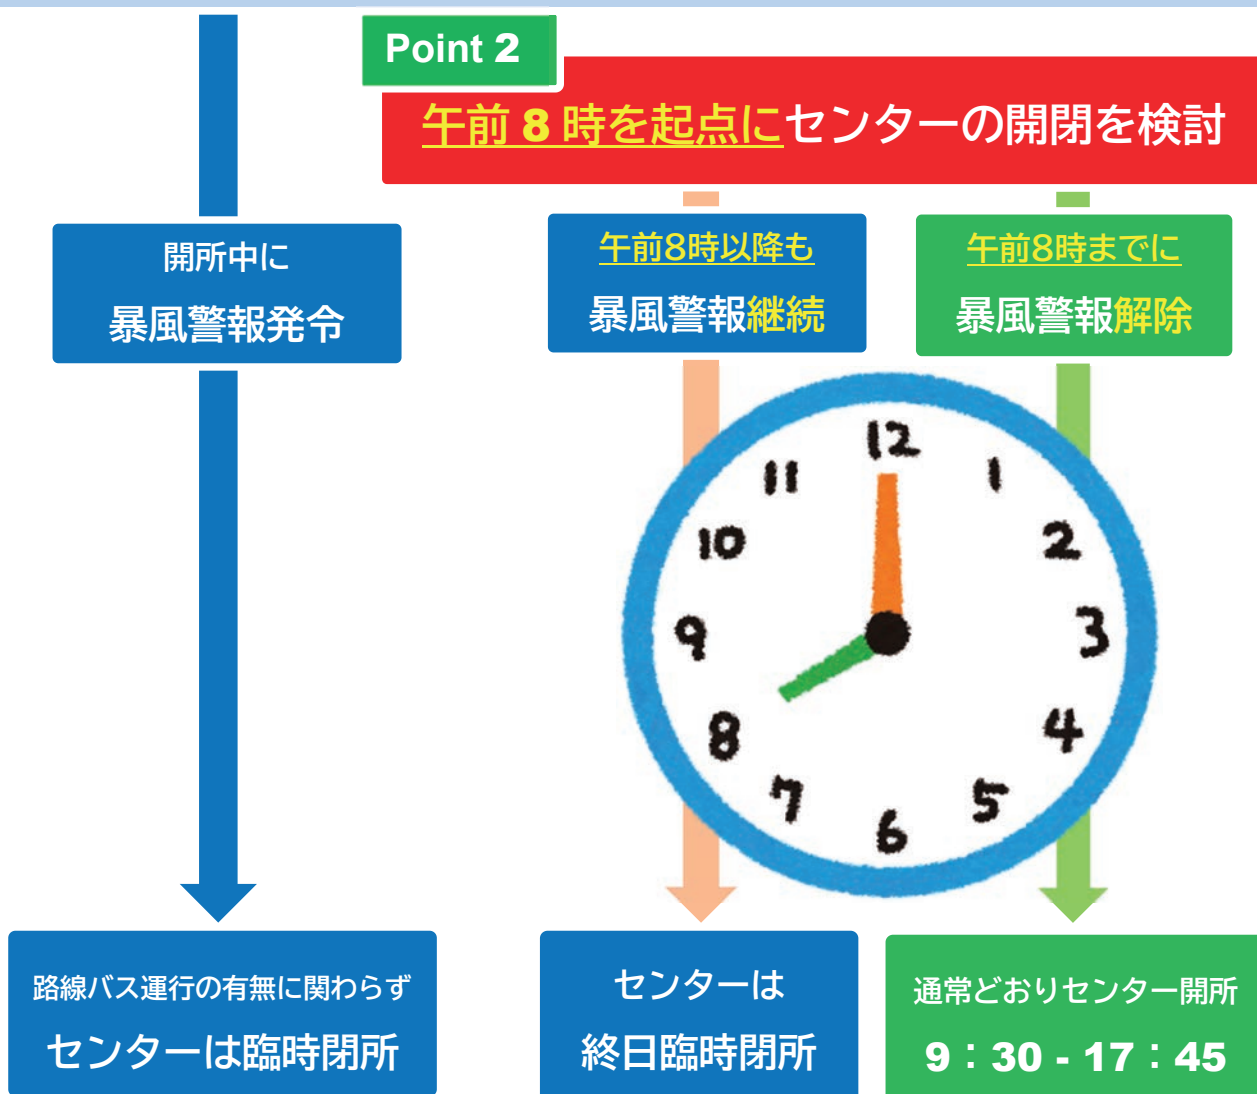 Point 2
午前 8 時を起点にセンターの開閉を検討
開所中に
暴風警報発令
午前8時以降も
暴風警報継続
午前8時までに
暴風警報解除
12
1
2
3
4
5
6
7
8
9
10
11
路線バス運行の有無に関わらず
センターは臨時閉所
センターは
終日臨時閉所
通常どおりセンター開所
9：30 - 17：45